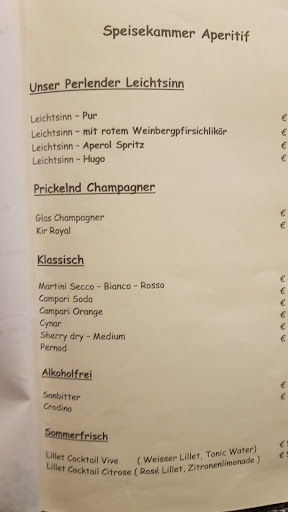 Speisekammer Aperitif
Unser Perlender Leichtsinn
Leichtsinn - Pur €
Leichtsinn - mit rotem Weinbergpfirsichlikör €
Leichtsinn - Aperol Spritz €
Leichtsinn - Hugo €
Prickelnd Champagner
Glas Champagner €
Kir Royal €
Klassisch
Martini Secco - Bianco - Rosso €
Campari Soda €
Campari Orange €
Cynar €
Sherry dry - Medium €
Pernod €
Alkoholfrei
Sanbitter €
Crodino €
Sommerfrisch
Lillet Cocktail Vive ( Weisser Lillet, Tonic Water) €
Lillet Cocktail Citrose ( Rosé Lillet, Zitronenlimonade ) €